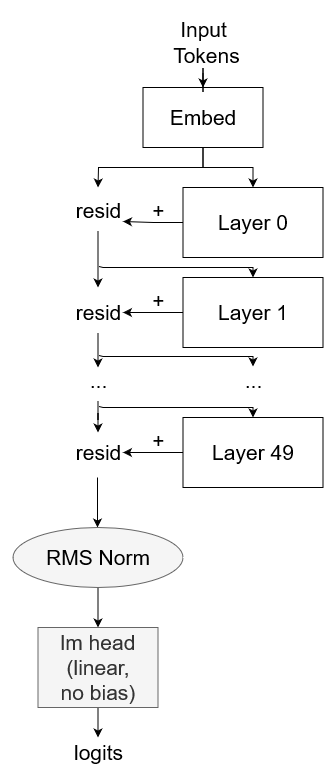 Input
Tokens
Embed
resid
+
Layer 0
resid
+
Layer 1
...
...
resid
+
Layer 49
RMS Norm
lm head
(linear,
no bias)
logits